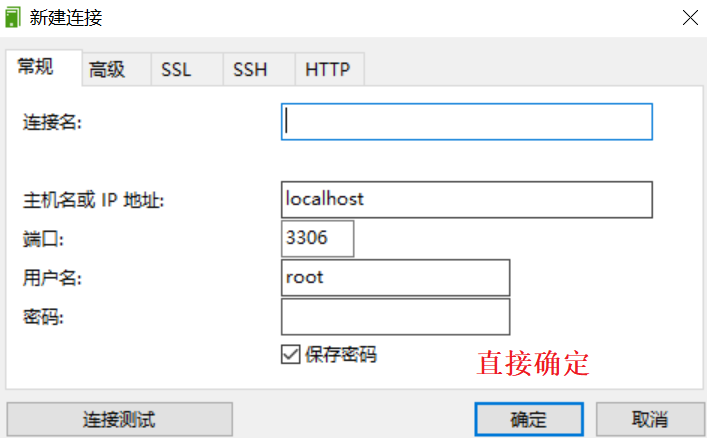 新建连接
常规 高级 SSL SSH HTTP
连接名:
主机名或 IP 地址: localhost
端口: 3306
用户名: root
密码:
保存密码
直接确定
连接测试 确定 取消